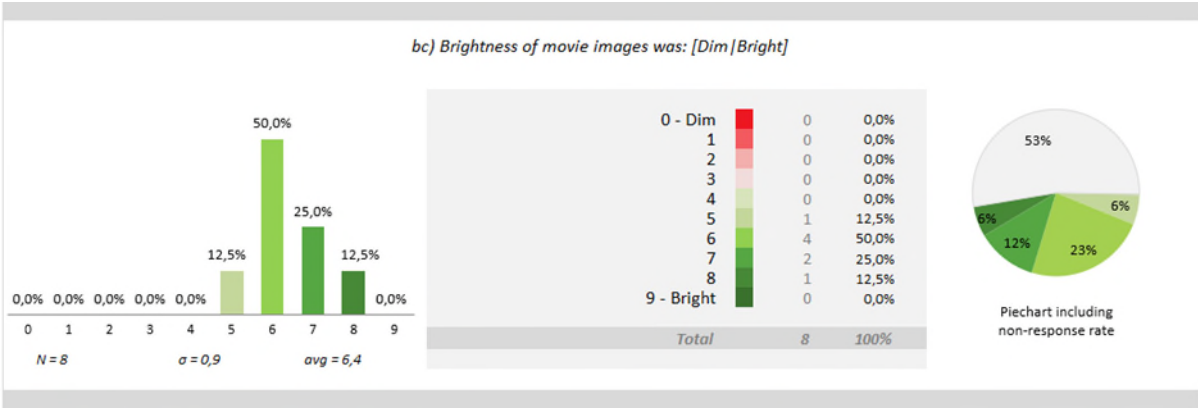 bc) Brightness of movie images was: [Dim|Bright]
50,0%
25,0%
12,5%
12,5%
0,0% 0,0% 0,0% 0,0% 0,0% 0,0%
0 1 2 3 4 5 6 7 8 9
N = 8 σ = 0,9 avg = 6,4
0 - Dim 0 0,0%
1 0 0,0%
2 0 0,0%
3 0 0,0%
4 0 0,0%
5 1 12,5%
6 4 50,0%
7 2 25,0%
8 1 12,5%
9 - Bright 0 0,0%
Total 8 100%
53%
6%
6%
12%
23%
Piechart including
non-response rate